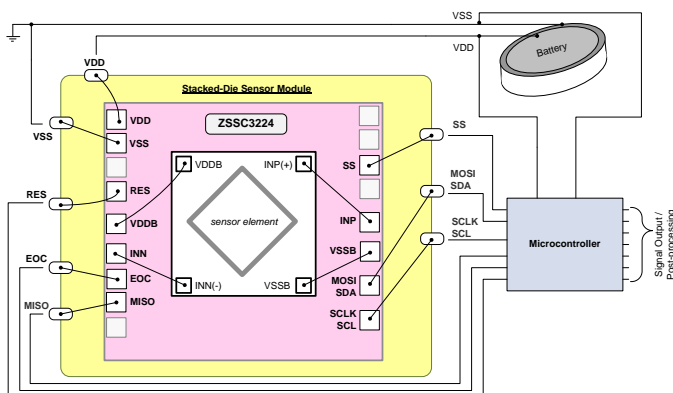 VSS
VDD
Battery
VDD
Stacked-Die Sensor Module
ZSSC3224
VSS
VDD
VSS
SS
RES
RES
VDDB
INN
EOC
EOC
MISO
MISO
VDDB
INP(+)
sensor element
INN(-)
VSSB
SS
INP
VSSB
MOSI
SDA
SCLK
SCL
MOSI
SDA
SCLK
SCL
Microcontroller
Signal Output /
Post-processing